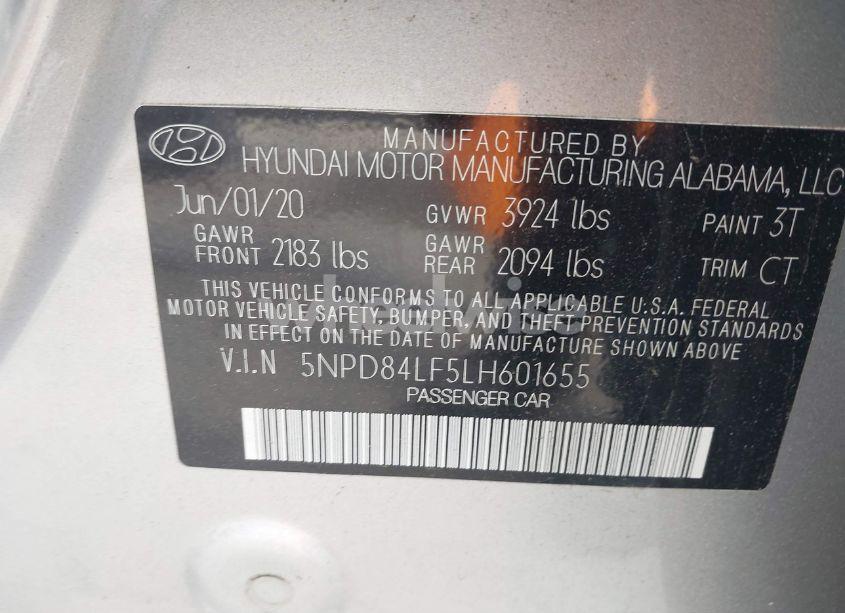 MANUFACTURED BY
HYUNDAI MOTOR MANUFACTURING ALABAMA, LLC
Jun/01/20 GVWR 3924 lbs PAINT 3T
GAWR FRONT 2183 lbs GAWR REAR 2094 lbs TRIM CT
THIS VEHICLE CONFORMS TO ALL APPLICABLE U.S.A. FEDERAL
MOTOR VEHICLE SAFETY, BUMPER, AND THEFT PREVENTION STANDARDS
IN EFFECT ON THE DATE OF MANUFACTURE SHOWN ABOVE
V.I.N 5NPD84LF5LH601655
PASSENGER CAR